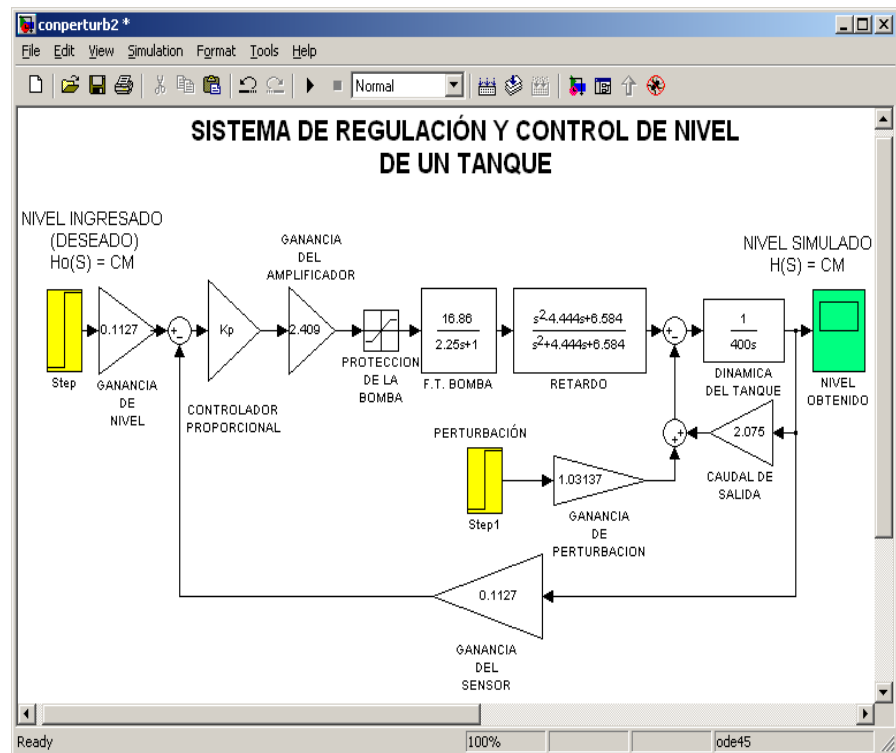 conperturb2 *
File Edit View Simulation Format Tools Help
Normal
SISTEMA DE REGULACIÓN Y CONTROL DE NIVEL
DE UN TANQUE
NIVEL INGRESADO
(DESEADO)
Ho(S) = CM
GANANCIA
DEL
AMPLIFICADOR
NIVEL SIMULADO
H(S) = CM
0.1127
Kp
2.409
16.86
2.25s+1
s²-4.444s+6.584
s²+4.444s+6.584
1
400s
Step
GANANCIA
DE
NIVEL
CONTROLADOR
PROPORCIONAL
PROTECCION
DE LA
BOMBA
F.T. BOMBA
RETARDO
DINAMICA
DEL TANQUE
NIVEL
OBTENIDO
2.075
CAUDAL DE
SALIDA
PERTURBACIÓN
Step1
1.03137
GANANCIA
DE
PERTURBACION
0.1127
GANANCIA
DEL
SENSOR
Ready 100% ode45